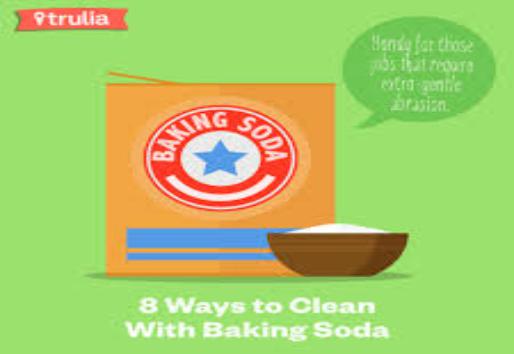 trulia
Handy for those
jobs that require
extra-gentle
abrasion.
BAKING SODA
8 Ways to Clean
With Baking Soda